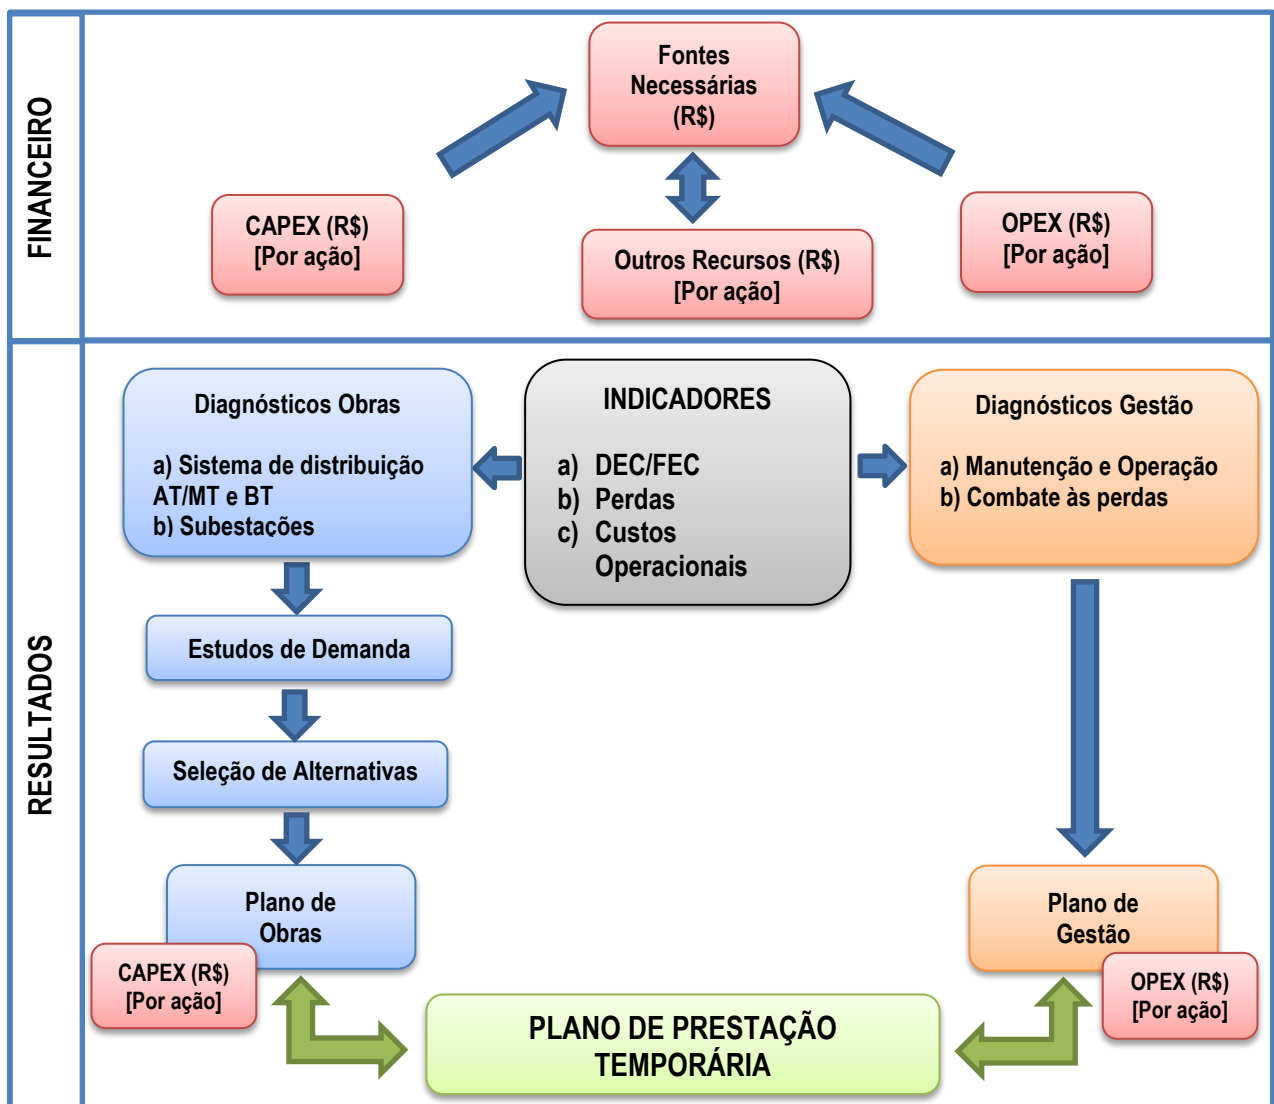 FINANCEIRO
Fontes
Necessárias
(R$)
CAPEX (R$)
[Por ação]
Outros Recursos (R$)
[Por ação]
OPEX (R$)
[Por ação]
RESULTADOS
Diagnósticos Obras
a) Sistema de distribuição
AT/MT e BT
b) Subestações
INDICADORES
a) DEC/FEC
b) Perdas
c) Custos
Operacionais
Diagnósticos Gestão
a) Manutenção e Operação
b) Combate às perdas
Estudos de Demanda
Seleção de Alternativas
Plano de
Obras
CAPEX (R$)
[Por ação]
Plano de
Gestão
OPEX (R$)
[Por ação]
PLANO DE PRESTAÇÃO
TEMPORÁRIA